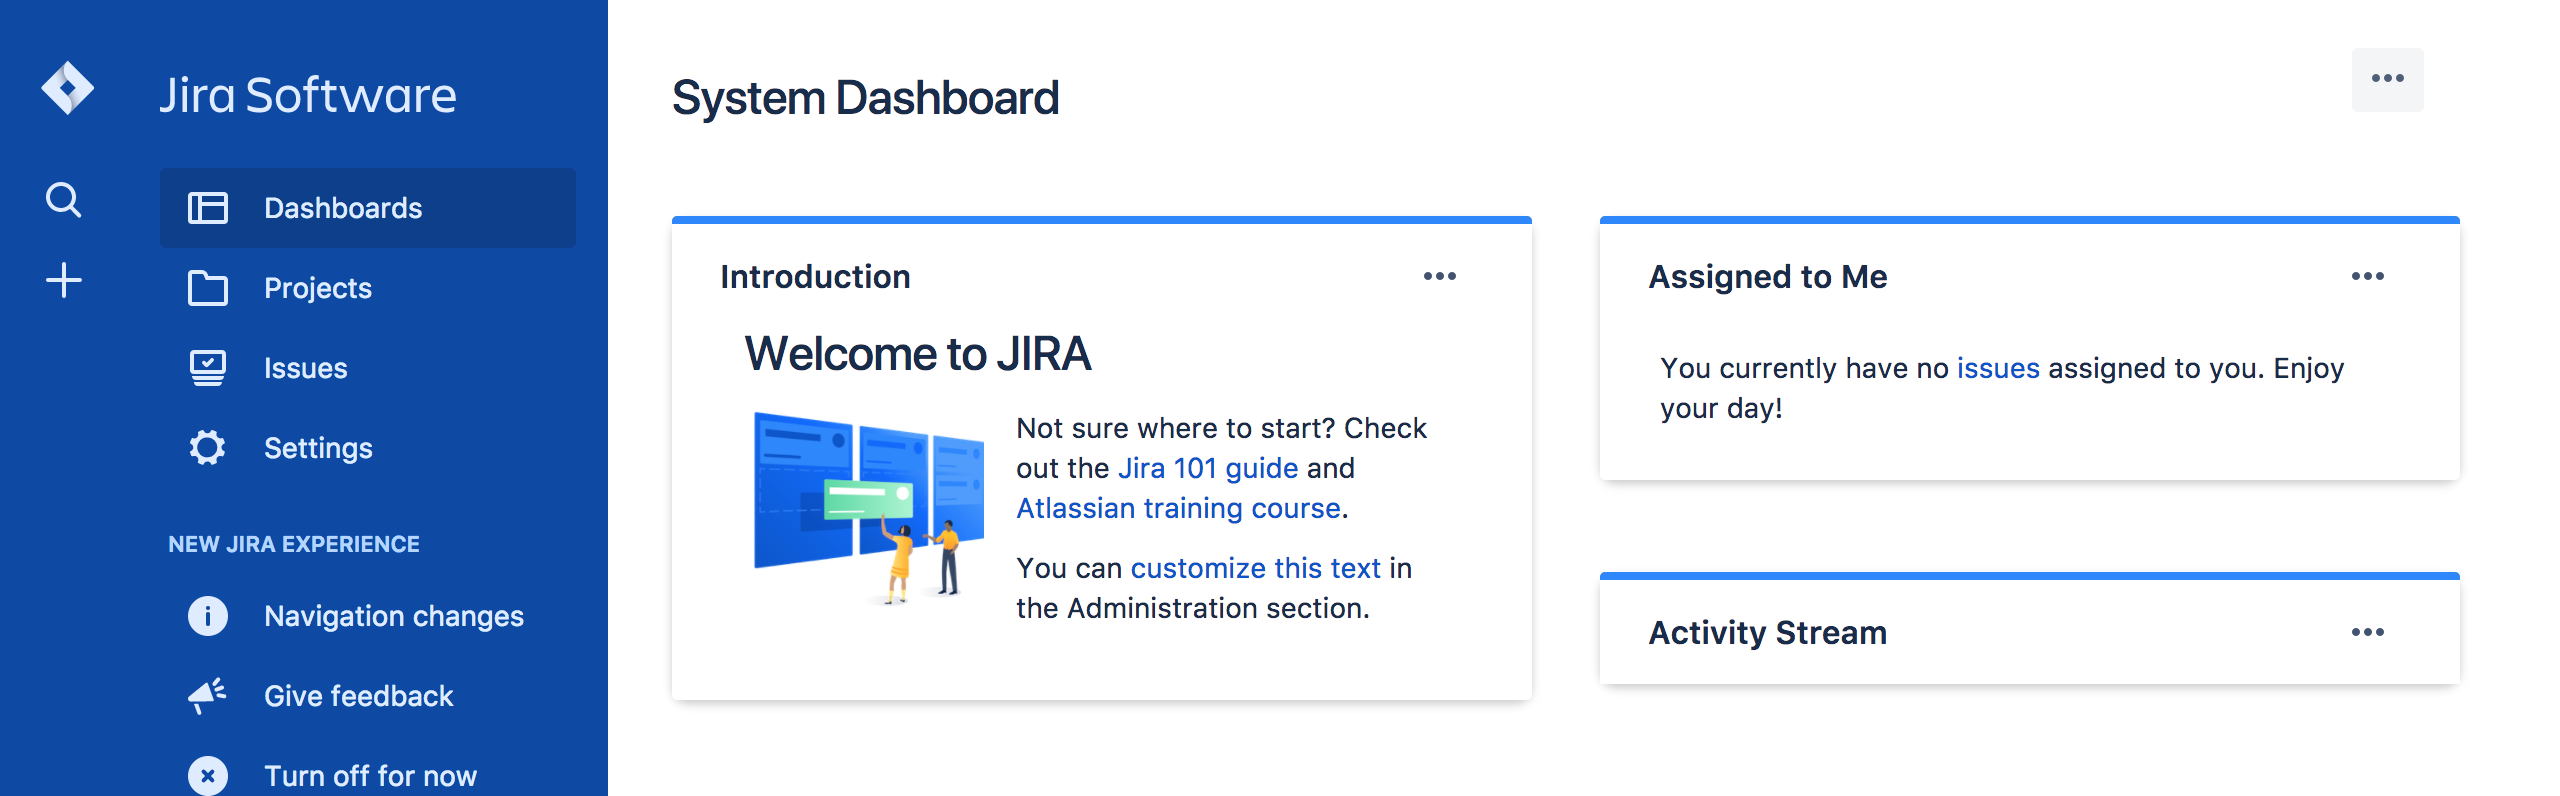 Jira Software
Dashboards
Projects
Issues
Settings
NEW JIRA EXPERIENCE
Navigation changes
Give feedback
Turn off for now
System Dashboard
Introduction
Welcome to JIRA
Not sure where to start? Check
out the Jira 101 guide and
Atlassian training course.
You can customize this text in
the Administration section.
Assigned to Me
You currently have no issues assigned to you. Enjoy
your day!
Activity Stream